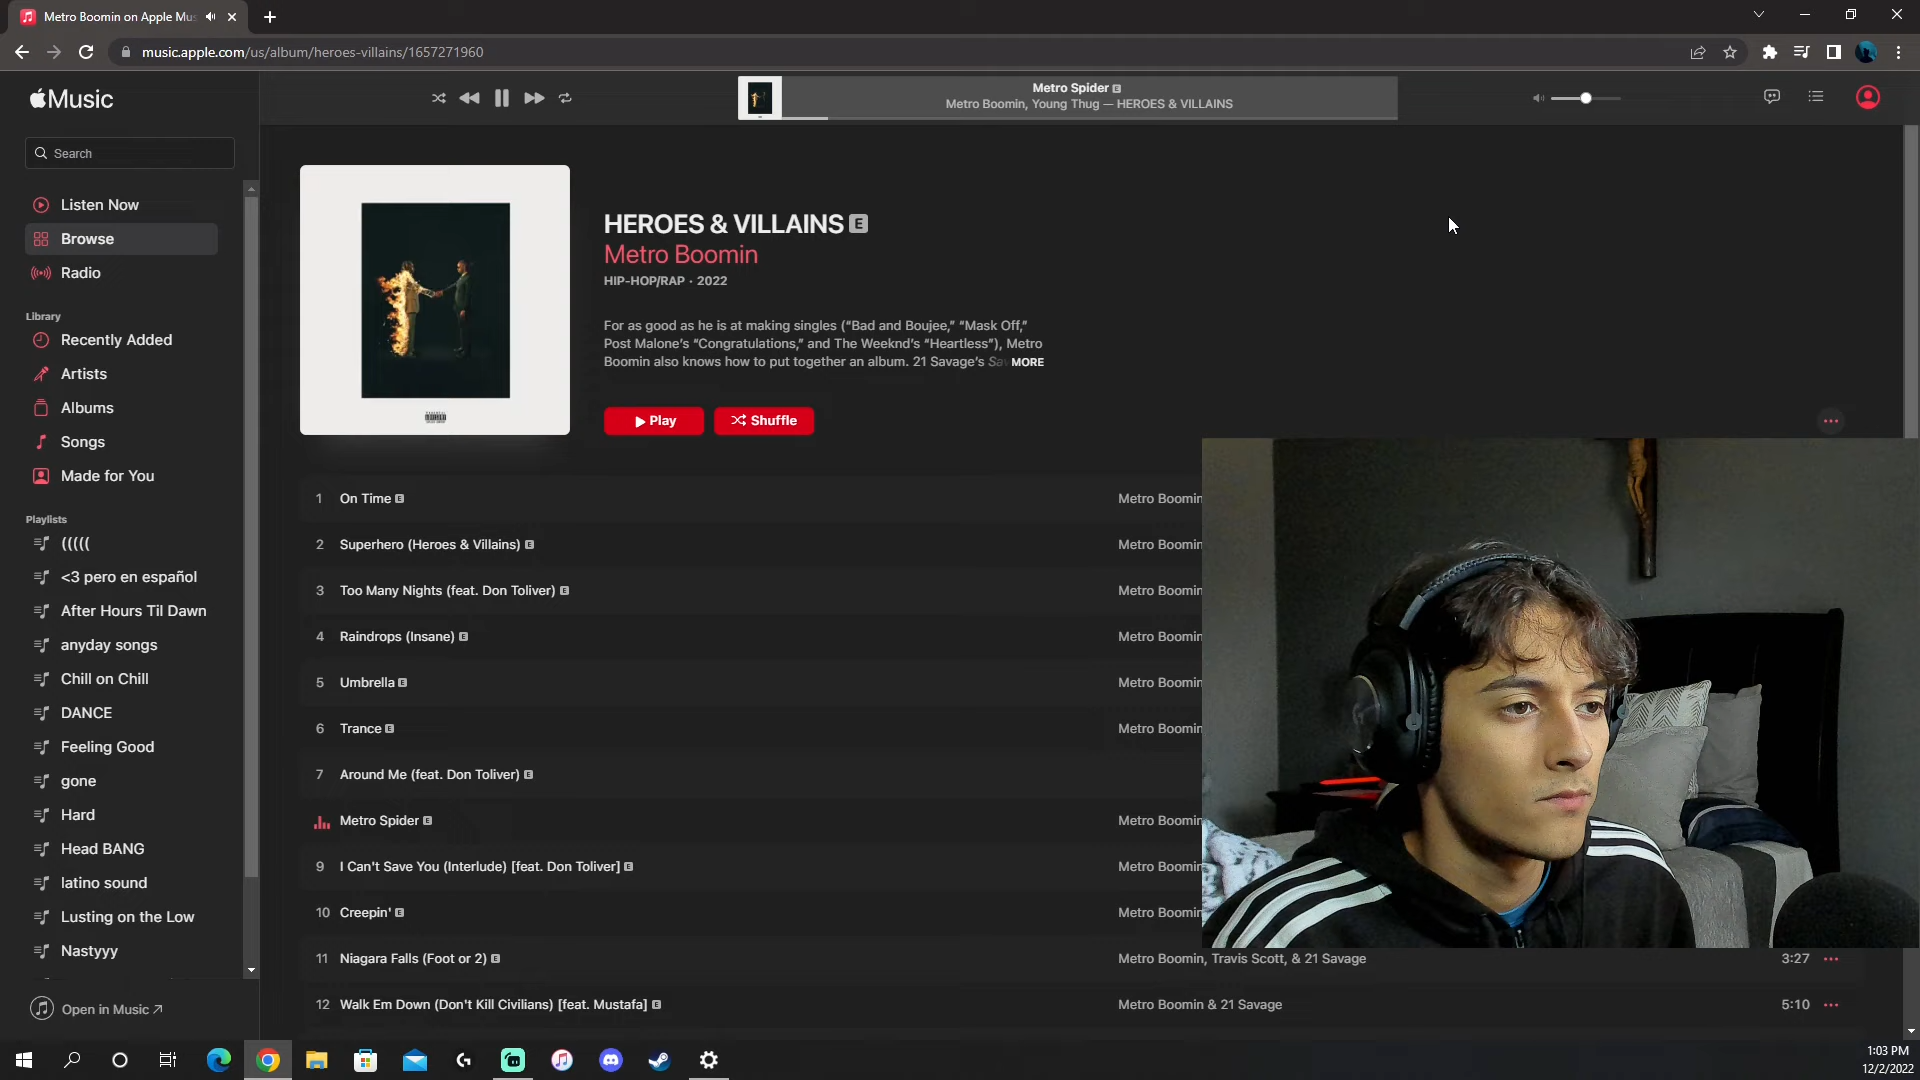 Metro Boomin on Apple Mus
music.apple.com/us/album/heroes-villains/1657271960
Music
Metro Spider E
Metro Boomin, Young Thug — HEROES & VILLAINS
Search
Listen Now
Browse
Radio
Library
Recently Added
Artists
Albums
Songs
Made for You
Playlists
(((((
<3 pero en español
After Hours Til Dawn
anyday songs
Chill on Chill
DANCE
Feeling Good
gone
Hard
Head BANG
latino sound
Lusting on the Low
Nastyyy
Open in Music
HEROES & VILLAINS E
Metro Boomin
HIP-HOP/RAP · 2022
For as good as he is at making singles (“Bad and Boujee,” “Mask Off,”
Post Malone’s “Congratulations,” and The Weeknd’s “Heartless”), Metro
Boomin also knows how to put together an album. 21 Savage’s Sa MORE
Play
Shuffle
1 On Time E Metro Boomin
2 Superhero (Heroes & Villains) E Metro Boomin
3 Too Many Nights (feat. Don Toliver) E Metro Boomin
4 Raindrops (Insane) E Metro Boomin
5 Umbrella E Metro Boomin
6 Trance E Metro Boomin
7 Around Me (feat. Don Toliver) E
Metro Spider E Metro Boomin
9 I Can't Save You (Interlude) [feat. Don Toliver] E Metro Boomin
10 Creepin' E Metro Boomin
11 Niagara Falls (Foot or 2) E Metro Boomin, Travis Scott, & 21 Savage 3:27
12 Walk Em Down (Don't Kill Civilians) [feat. Mustafa] E Metro Boomin & 21 Savage 5:10
1:03 PM
12/2/2022